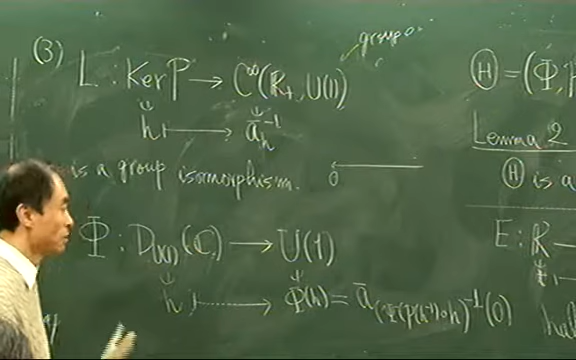 (3) L : Ker P → C^∞(ℝ₊, U(1))
group
h ↦ ā_h^{-1}
is a group isomorphism.
0
Φ : D_{U(1)}(ℂ) → U(1)
h ↦ Φ(h) = ā_{(Ψ(P(h^{-1})∘h)}^{-1}(0)
Ⓗ = (Φ, P
Lemma 2
Ⓗ is a
E : ℝ →
t ↦